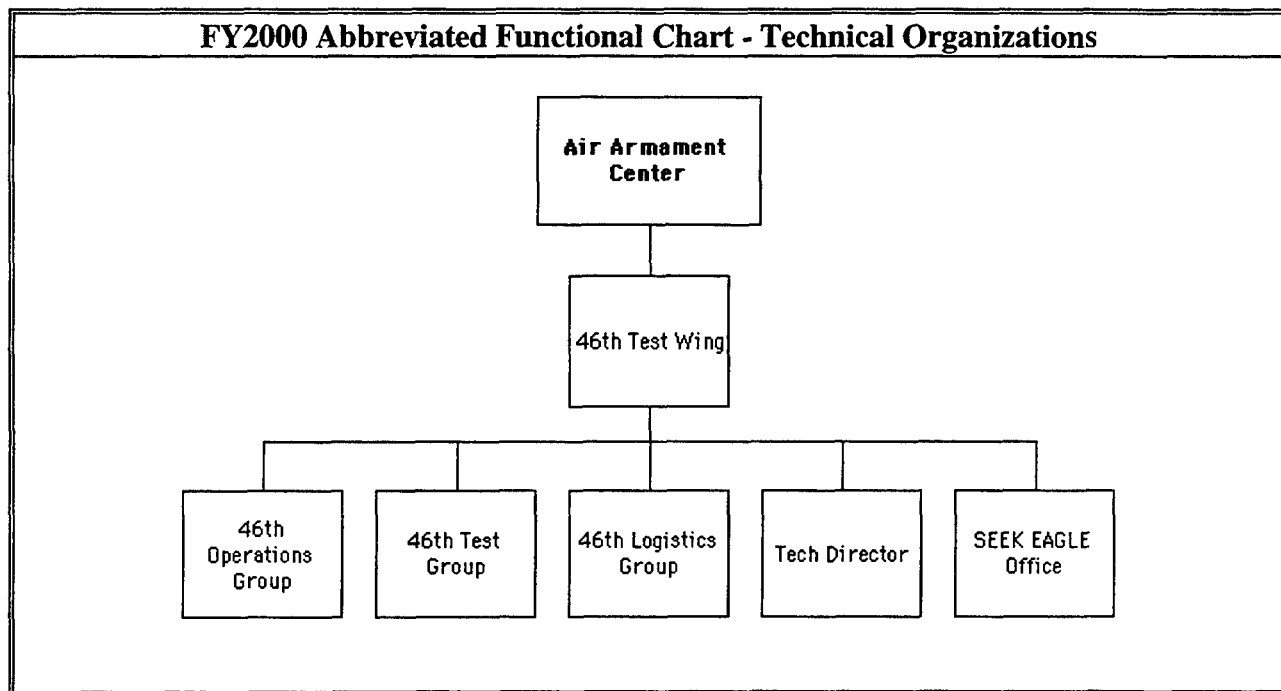 FY2000 Abbreviated Functional Chart - Technical Organizations
Air Armament
Center
46th Test Wing
46th
Operations
Group
46th Test
Group
46th Logistics
Group
Tech Director
SEEK EAGLE
Office